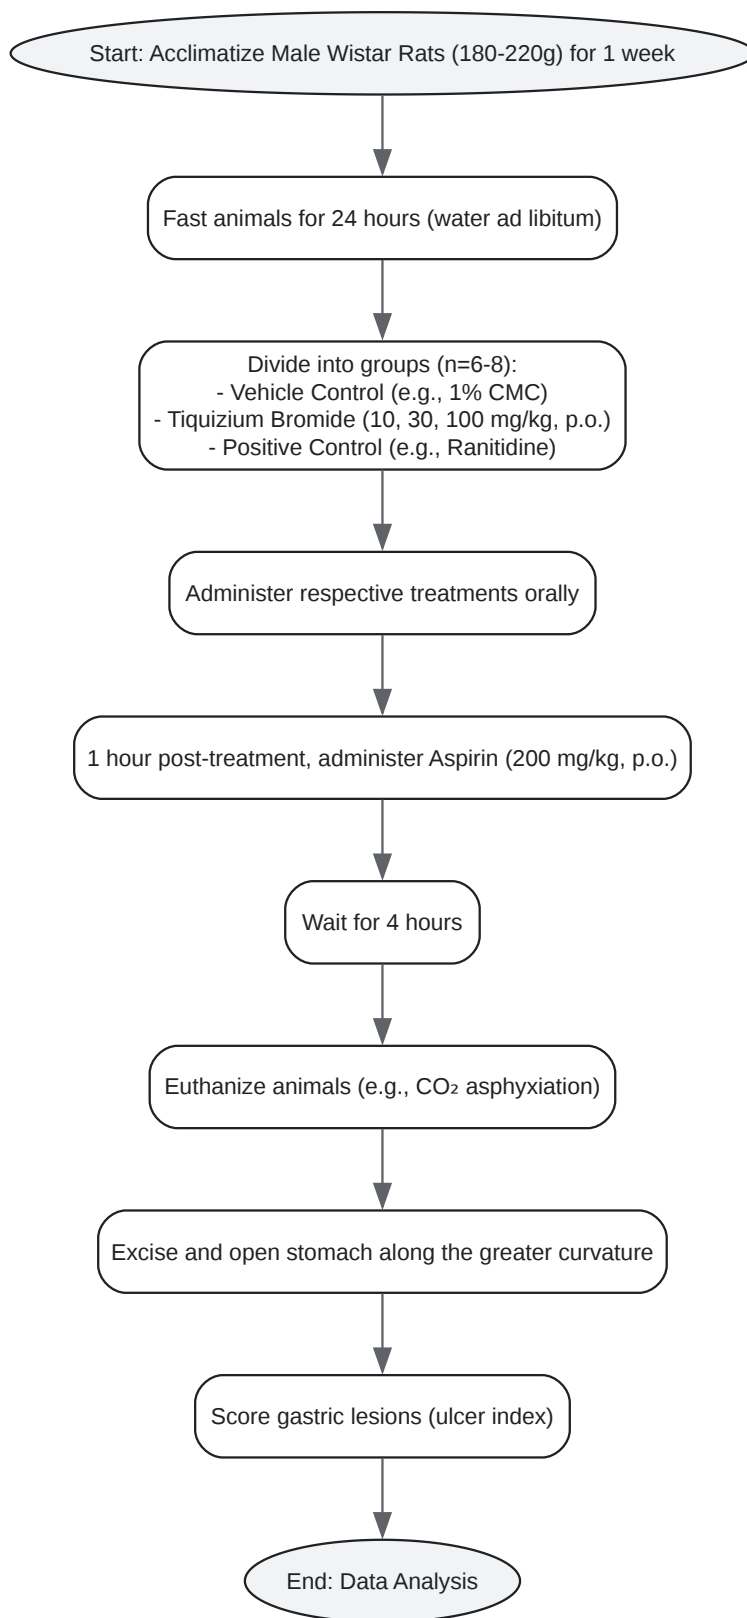 Start: Acclimatize Male Wistar Rats (180-220g) for 1 week
Fast animals for 24 hours (water ad libitum)
Divide into groups (n=6-8):
- Vehicle Control (e.g., 1% CMC)
- Tiquizium Bromide (10, 30, 100 mg/kg, p.o.)
- Positive Control (e.g., Ranitidine)
Administer respective treatments orally
1 hour post-treatment, administer Aspirin (200 mg/kg, p.o.)
Wait for 4 hours
Euthanize animals (e.g., CO₂ asphyxiation)
Excise and open stomach along the greater curvature
Score gastric lesions (ulcer index)
End: Data Analysis